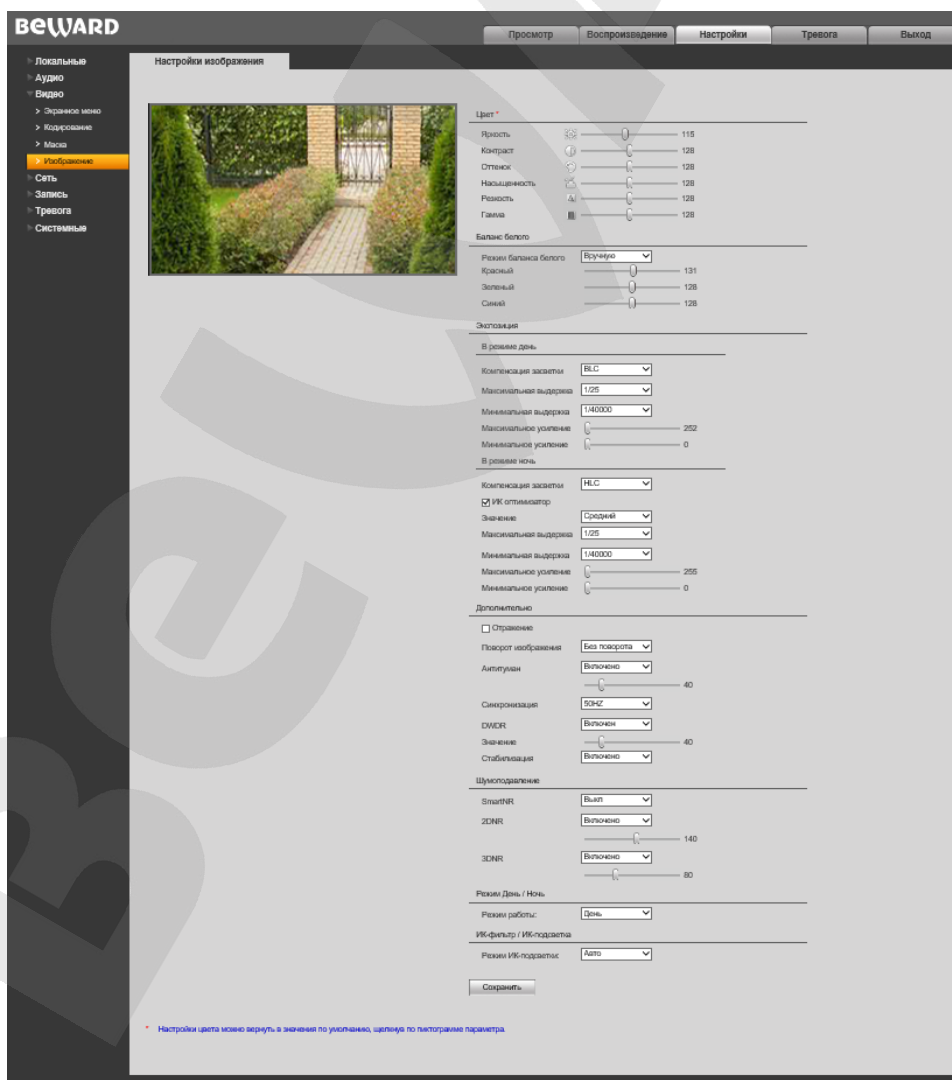 BEWARD
Просмотр Воспроизведение Настройки Тревога Выход
Локальные
Аудио
Видео
> Экранное меню
> Кодирование
> Маска
> Изображение
Сеть
Запись
Тревога
Системные
Настройки изображения
Цвет *
Яркость 115
Контраст 128
Оттенок 128
Насыщенность 128
Резкость 128
Гамма 128
Баланс белого
Режим баланса белого Вручную
Красный 131
Зеленый 128
Синий 128
Экспозиция
В режиме день
Компенсация засветки BLC
Максимальная выдержка 1/25
Минимальная выдержка 1/40000
Максимальное усиление 252
Минимальное усиление 0
В режиме ночь
Компенсация засветки HLC
ИК оптимизатор
Значение Средний
Максимальная выдержка 1/25
Минимальная выдержка 1/40000
Максимальное усиление 255
Минимальное усиление 0
Дополнительно
Отражение
Поворот изображения Без поворота
Антитуман Включено
40
Синхронизация 50HZ
DWDR Включен
Значение 40
Стабилизация Включено
Шумоподавление
SmartNR Выкл
2DNR Включено
140
3DNR Включено
80
Режим День / Ночь
Режим работы: День
ИК-фильтр / ИК-подсветка
Режим ИК-подсветки: Авто
Сохранить
* Настройки цвета можно вернуть в значения по умолчанию, щелкнув по пиктограмме параметра.